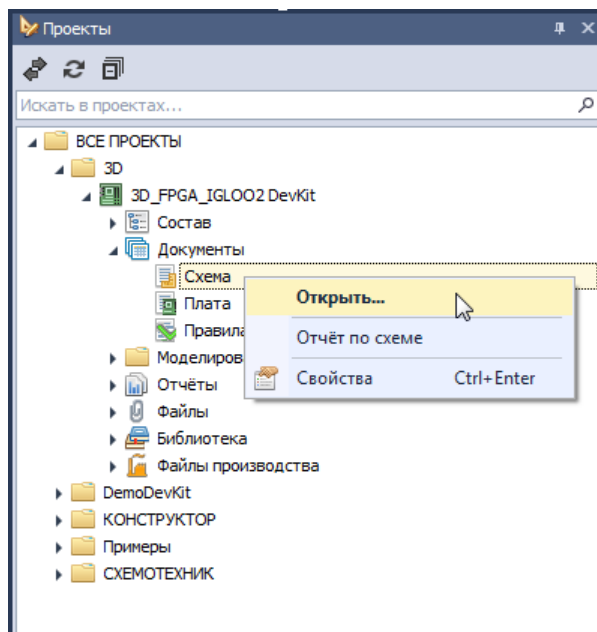 Проекты
Искать в проектах...
ВСЕ ПРОЕКТЫ
3D
3D_FPGA_IGLOO2 DevKit
Состав
Документы
Схема
Открыть...
Плата
Правила
Отчёт по схеме
Моделиров
Отчёты
Свойства Ctrl+Enter
Файлы
Библиотека
Файлы производства
DemoDevKit
КОНСТРУКТОР
Примеры
СХЕМОТЕХНИК